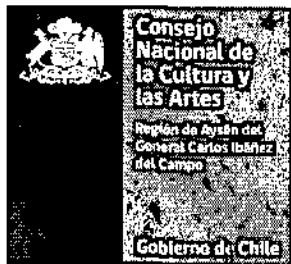 Consejo
Nacional de
la Cultura y
las Artes
Región de Aysén del
General Carlos Ibáñez
del Campo
Gobierno de Chile